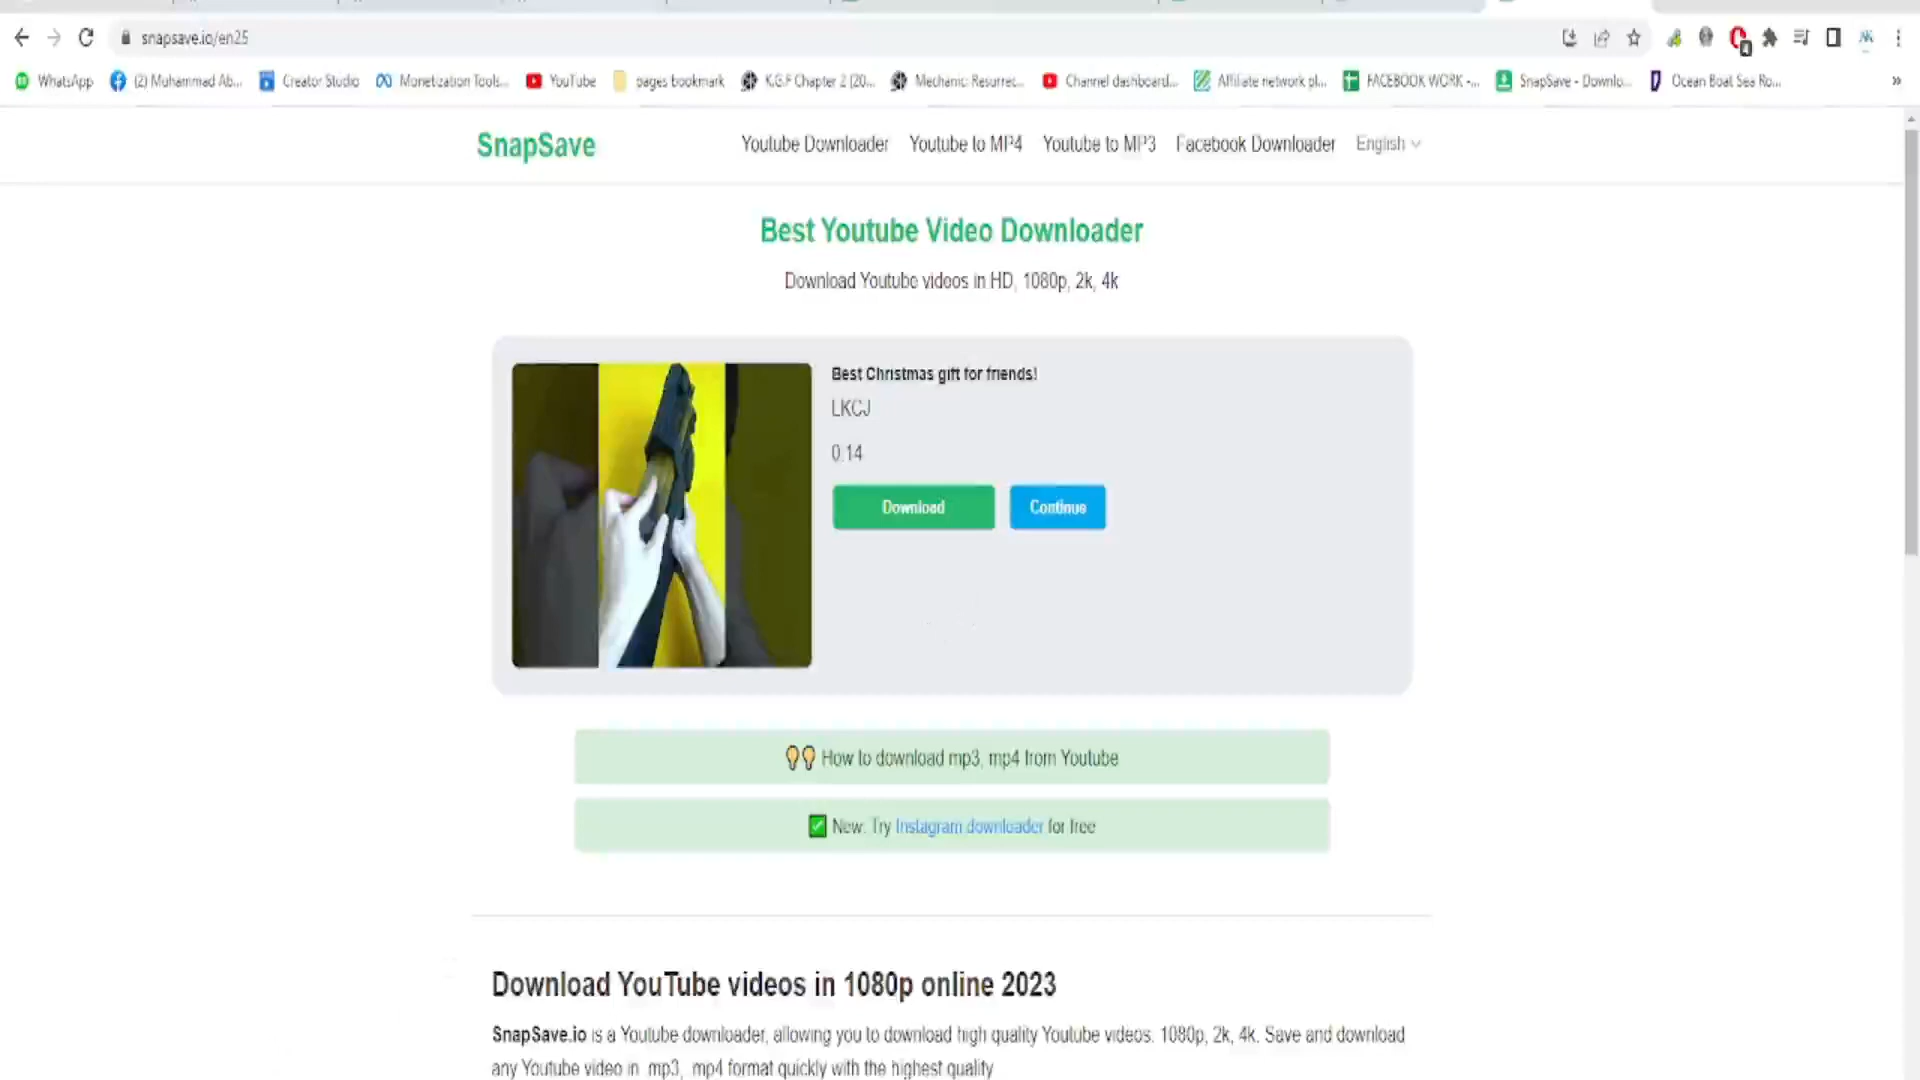 snapsave.io/en25
WhatsApp (2) Muhammad Ab... Creator Studio Monetization Tools... YouTube pages bookmark K.G.F Chapter 2 (20... Mechanic: Resurrec... Channel dashboard... Affiliate network pl... FACEBOOK WORK -... SnapSave - Downlo... Ocean Boat Sea Ro... »
SnapSave Youtube Downloader Youtube to MP4 Youtube to MP3 Facebook Downloader English
Best Youtube Video Downloader
Download Youtube videos in HD, 1080p, 2k, 4k
Best Christmas gift for friends!
LKCJ
0:14
Download Continue
How to download mp3, mp4 from Youtube
New: Try Instagram downloader for free
Download YouTube videos in 1080p online 2023
SnapSave.io is a Youtube downloader, allowing you to download high quality Youtube videos: 1080p, 2k, 4k. Save and download
any Youtube video in mp3, mp4 format quickly with the highest quality